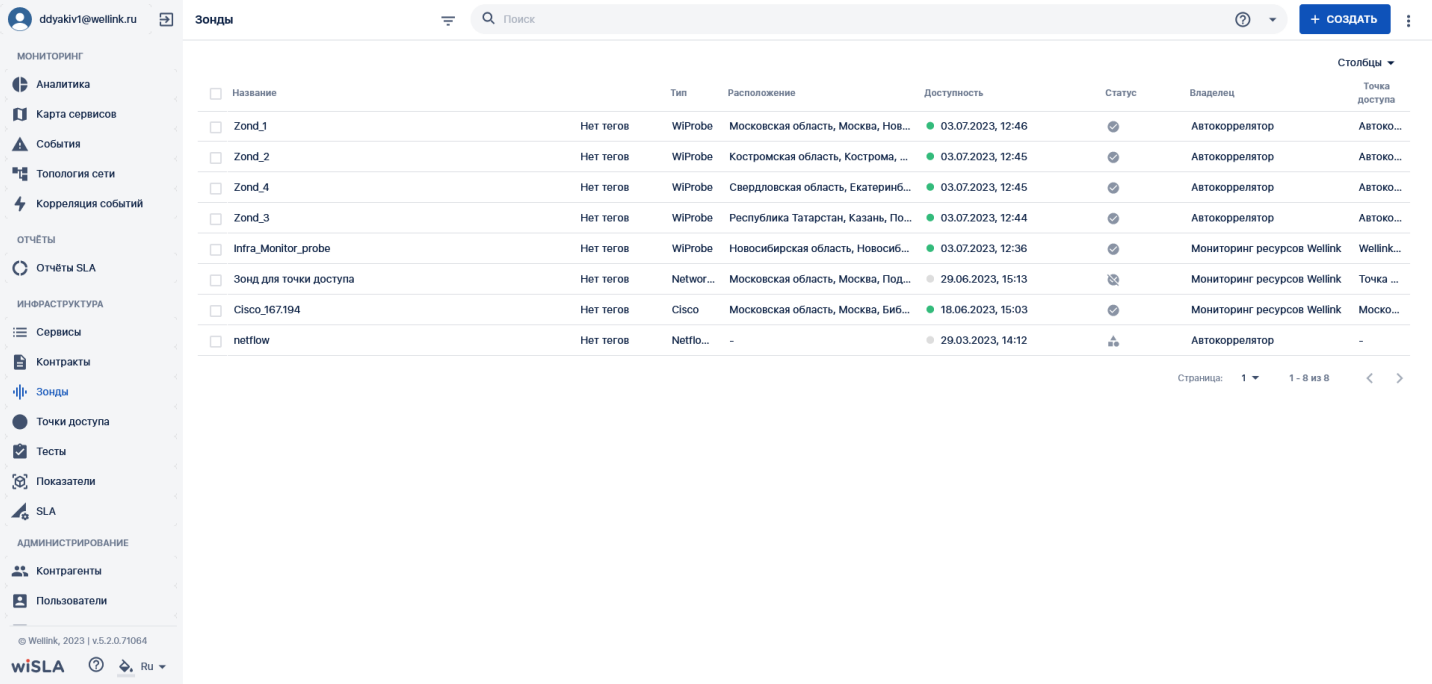 ddyakiv1@wellink.ru
Зонды
Поиск
+ СОЗДАТЬ
МОНИТОРИНГ
Аналитика
Карта сервисов
События
Топология сети
Корреляция событий
ОТЧЁТЫ
Отчёты SLA
ИНФРАСТРУКТУРА
Сервисы
Контракты
Зонды
Точки доступа
Тесты
Показатели
SLA
АДМИНИСТРИРОВАНИЕ
Контрагенты
Пользователи
© Wellink, 2023 | v.5.2.0.71064
wiSLA Ru
Столбцы
Название Тип Расположение Доступность Статус Владелец Точка доступа
Zond_1 Нет тегов WiProbe Московская область, Москва, Нов... 03.07.2023, 12:46 Автокоррелятор Автоко...
Zond_2 Нет тегов WiProbe Костромская область, Кострома, ... 03.07.2023, 12:45 Автокоррелятор Автоко...
Zond_4 Нет тегов WiProbe Свердловская область, Екатеринб... 03.07.2023, 12:45 Автокоррелятор Автоко...
Zond_3 Нет тегов WiProbe Республика Татарстан, Казань, По... 03.07.2023, 12:44 Автокоррелятор Автоко...
Infra_Monitor_probe Нет тегов WiProbe Новосибирская область, Новосиб... 03.07.2023, 12:36 Мониторинг ресурсов Wellink Wellink...
Зонд для точки доступа Нет тегов Networ... Московская область, Москва, Под... 29.06.2023, 15:13 Мониторинг ресурсов Wellink Точка ...
Cisco_167.194 Нет тегов Cisco Московская область, Москва, Биб... 18.06.2023, 15:03 Мониторинг ресурсов Wellink Моско...
netflow Нет тегов Netflo... – 29.03.2023, 14:12 Автокоррелятор –
Страница: 1 1 - 8 из 8